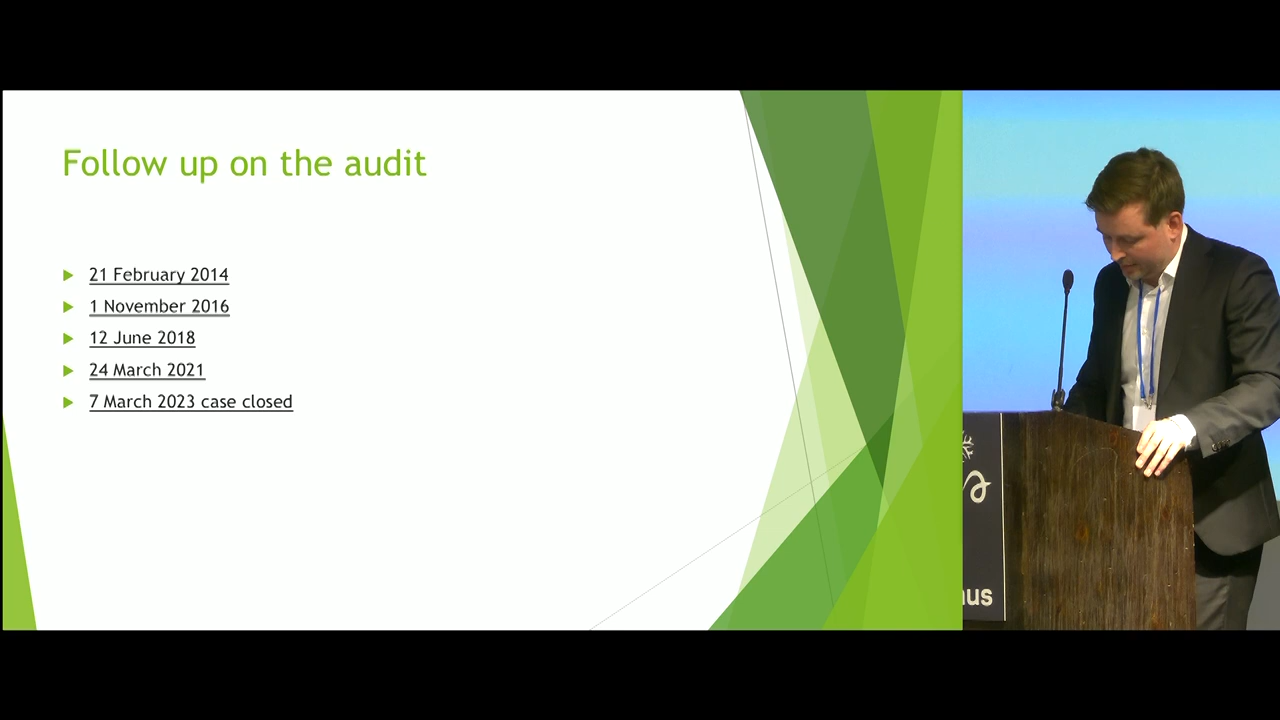 Follow up on the audit
21 February 2014
1 November 2016
12 June 2018
24 March 2021
7 March 2023 case closed